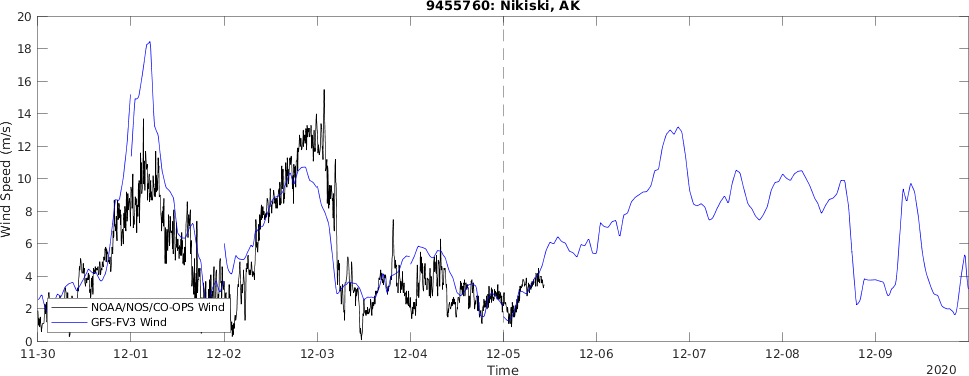 9455760: Nikiski, AK
Wind Speed (m/s)
20
18
16
14
12
10
8
6
4
2
0
NOAA/NOS/CO-OPS Wind
GFS-FV3 Wind
11-30 12-01 12-02 12-03 12-04 12-05 12-06 12-07 12-08 12-09
Time
2020